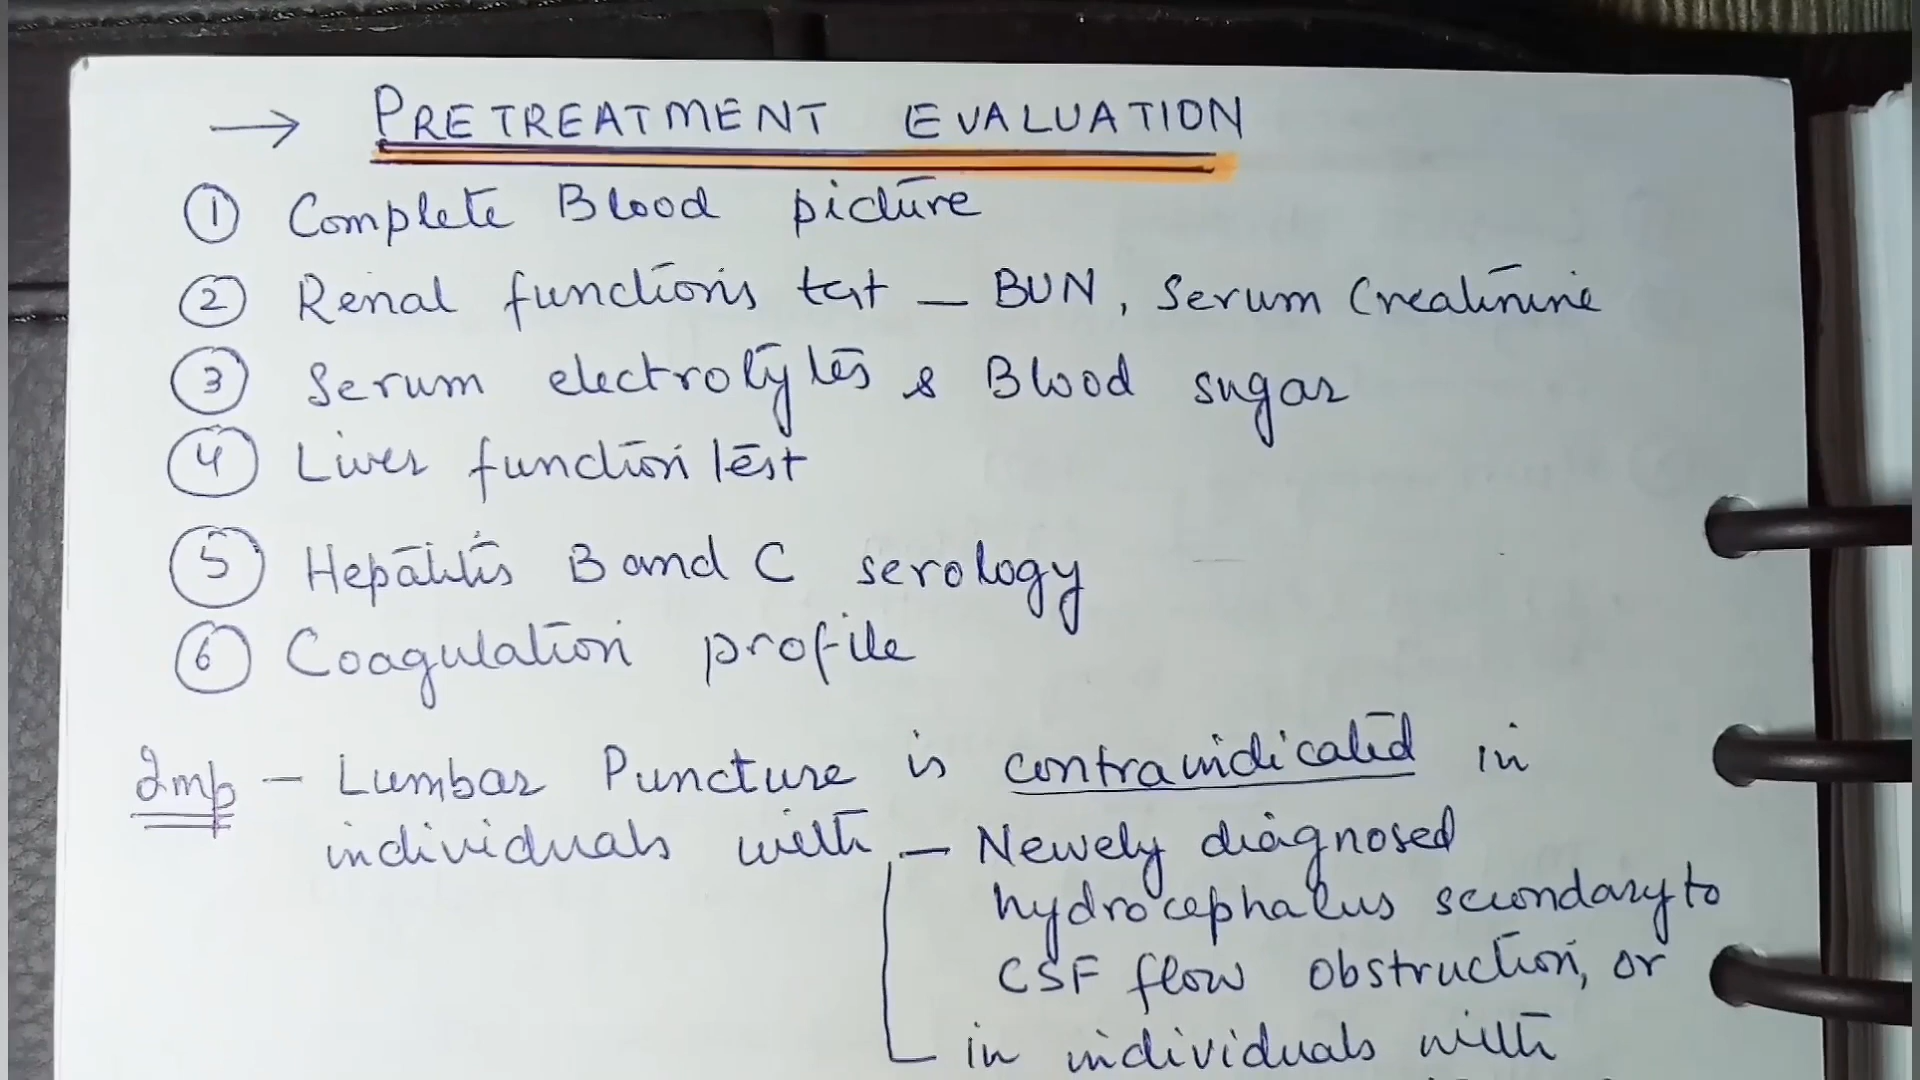 → PRETREATMENT EVALUATION
① Complete Blood picture
② Renal functions test – BUN, Serum Creatinine
③ Serum electrolytes & Blood sugar
④ Liver function test
⑤ Hepatitis B and C serology
⑥ Coagulation profile
Imp – Lumbar Puncture is contraindicated in
individuals with – Newely diagnosed
hydrocephalus secondary to
CSF flow obstruction, or
in individuals with